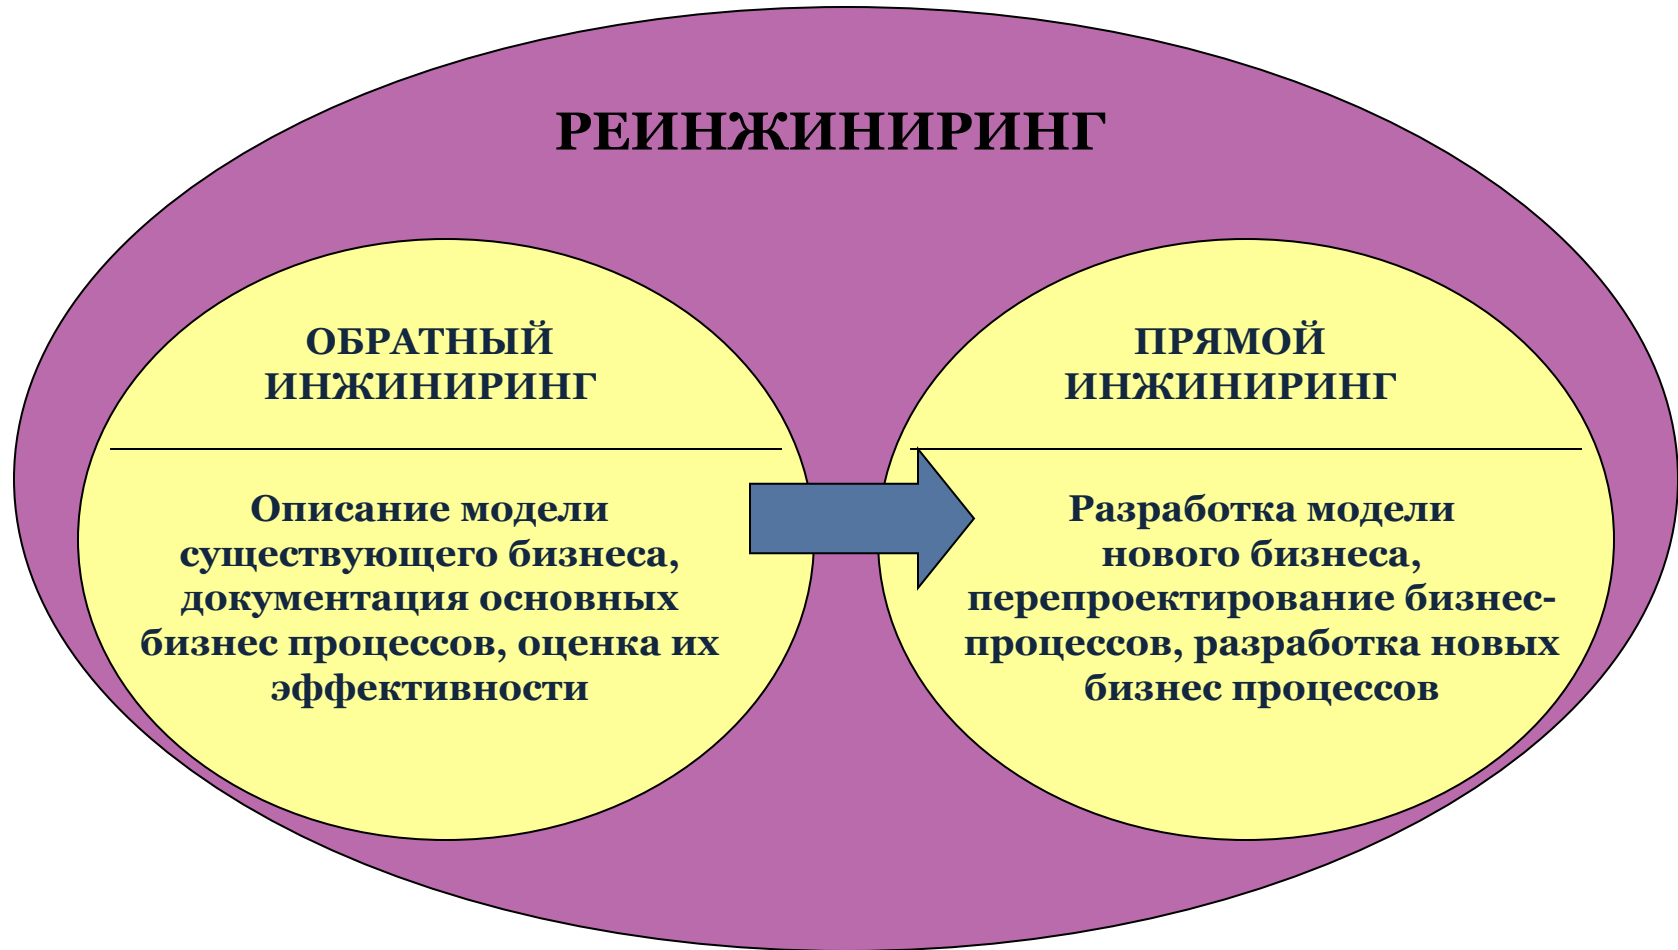 РЕИНЖИНИРИНГ
ОБРАТНЫЙ
ИНЖИНИРИНГ
Описание модели
существующего бизнеса,
документация основных
бизнес процессов, оценка их
эффективности
ПРЯМОЙ
ИНЖИНИРИНГ
Разработка модели
нового бизнеса,
перепроектирование бизнес-
процессов, разработка новых
бизнес процессов